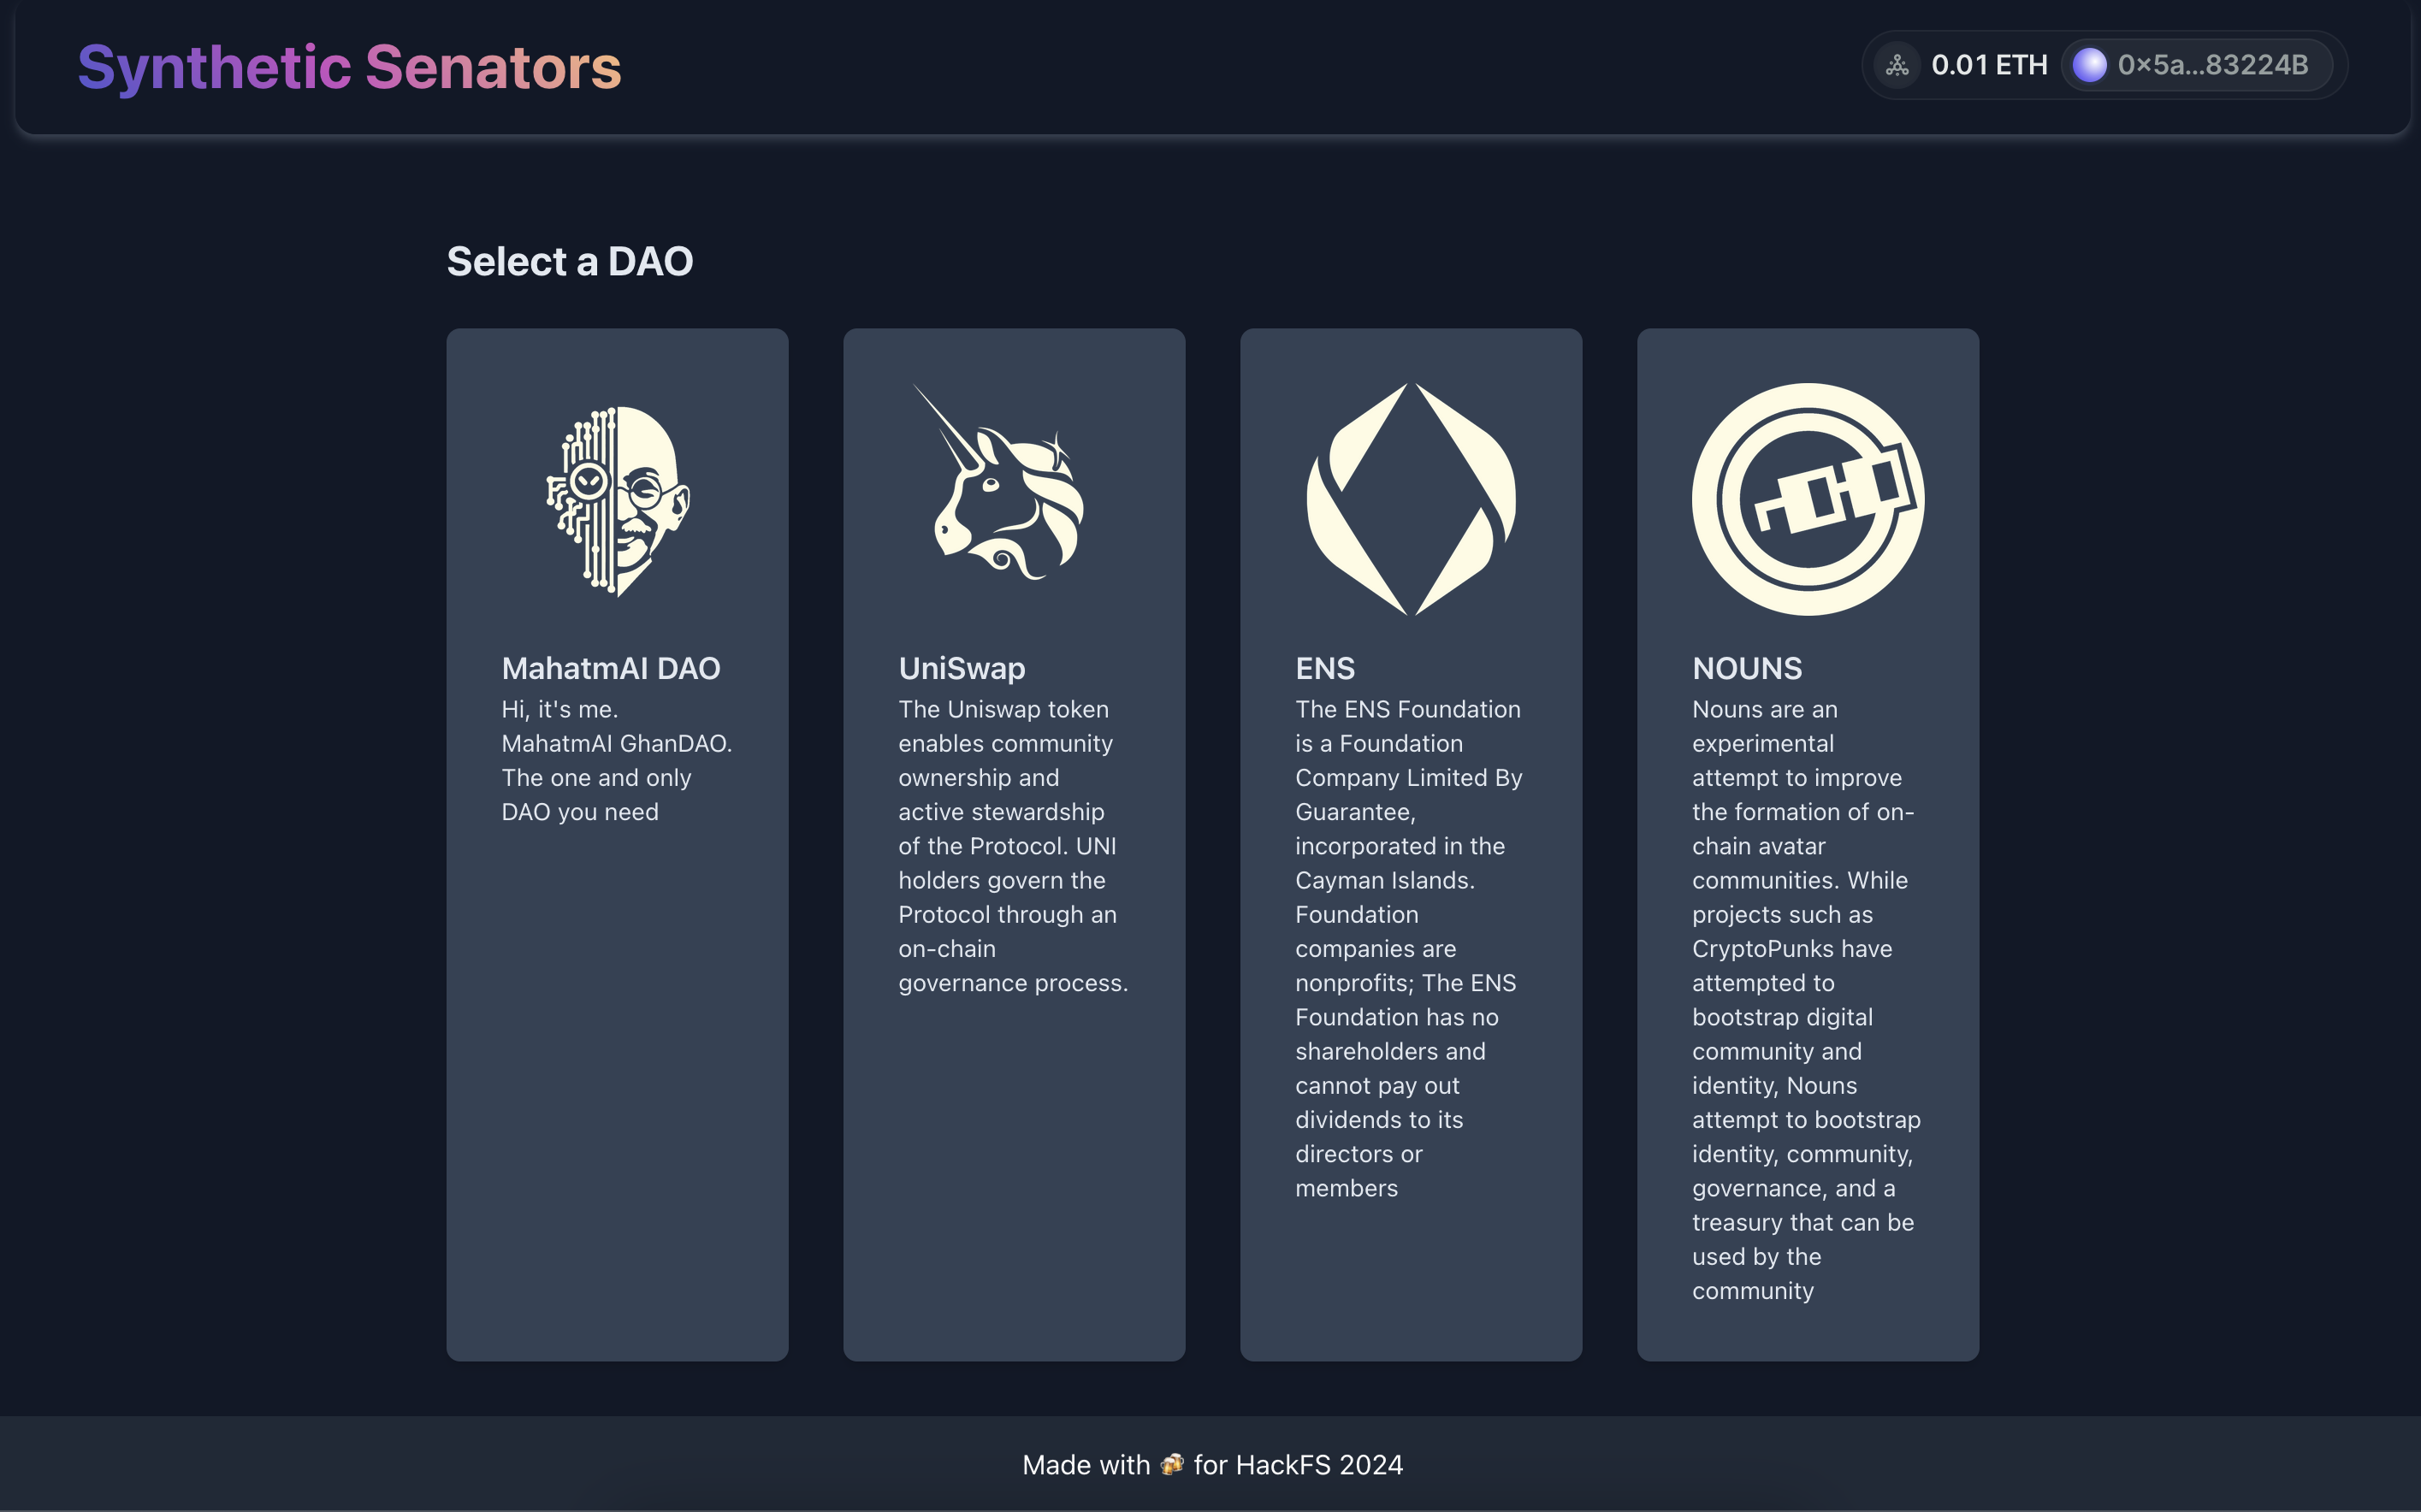 Synthetic Senators
0.01 ETH
0×5a...83224B
Select a DAO
MahatmAI DAO
Hi, it's me.
MahatmAI GhanDAO.
The one and only
DAO you need
UniSwap
The Uniswap token
enables community
ownership and
active stewardship
of the Protocol. UNI
holders govern the
Protocol through an
on-chain
governance process.
ENS
The ENS Foundation
is a Foundation
Company Limited By
Guarantee,
incorporated in the
Cayman Islands.
Foundation
companies are
nonprofits; The ENS
Foundation has no
shareholders and
cannot pay out
dividends to its
directors or
members
NOUNS
Nouns are an
experimental
attempt to improve
the formation of on-
chain avatar
communities. While
projects such as
CryptoPunks have
attempted to
bootstrap digital
community and
identity, Nouns
attempt to bootstrap
identity, community,
governance, and a
treasury that can be
used by the
community
Made with 🍻 for HackFS 2024